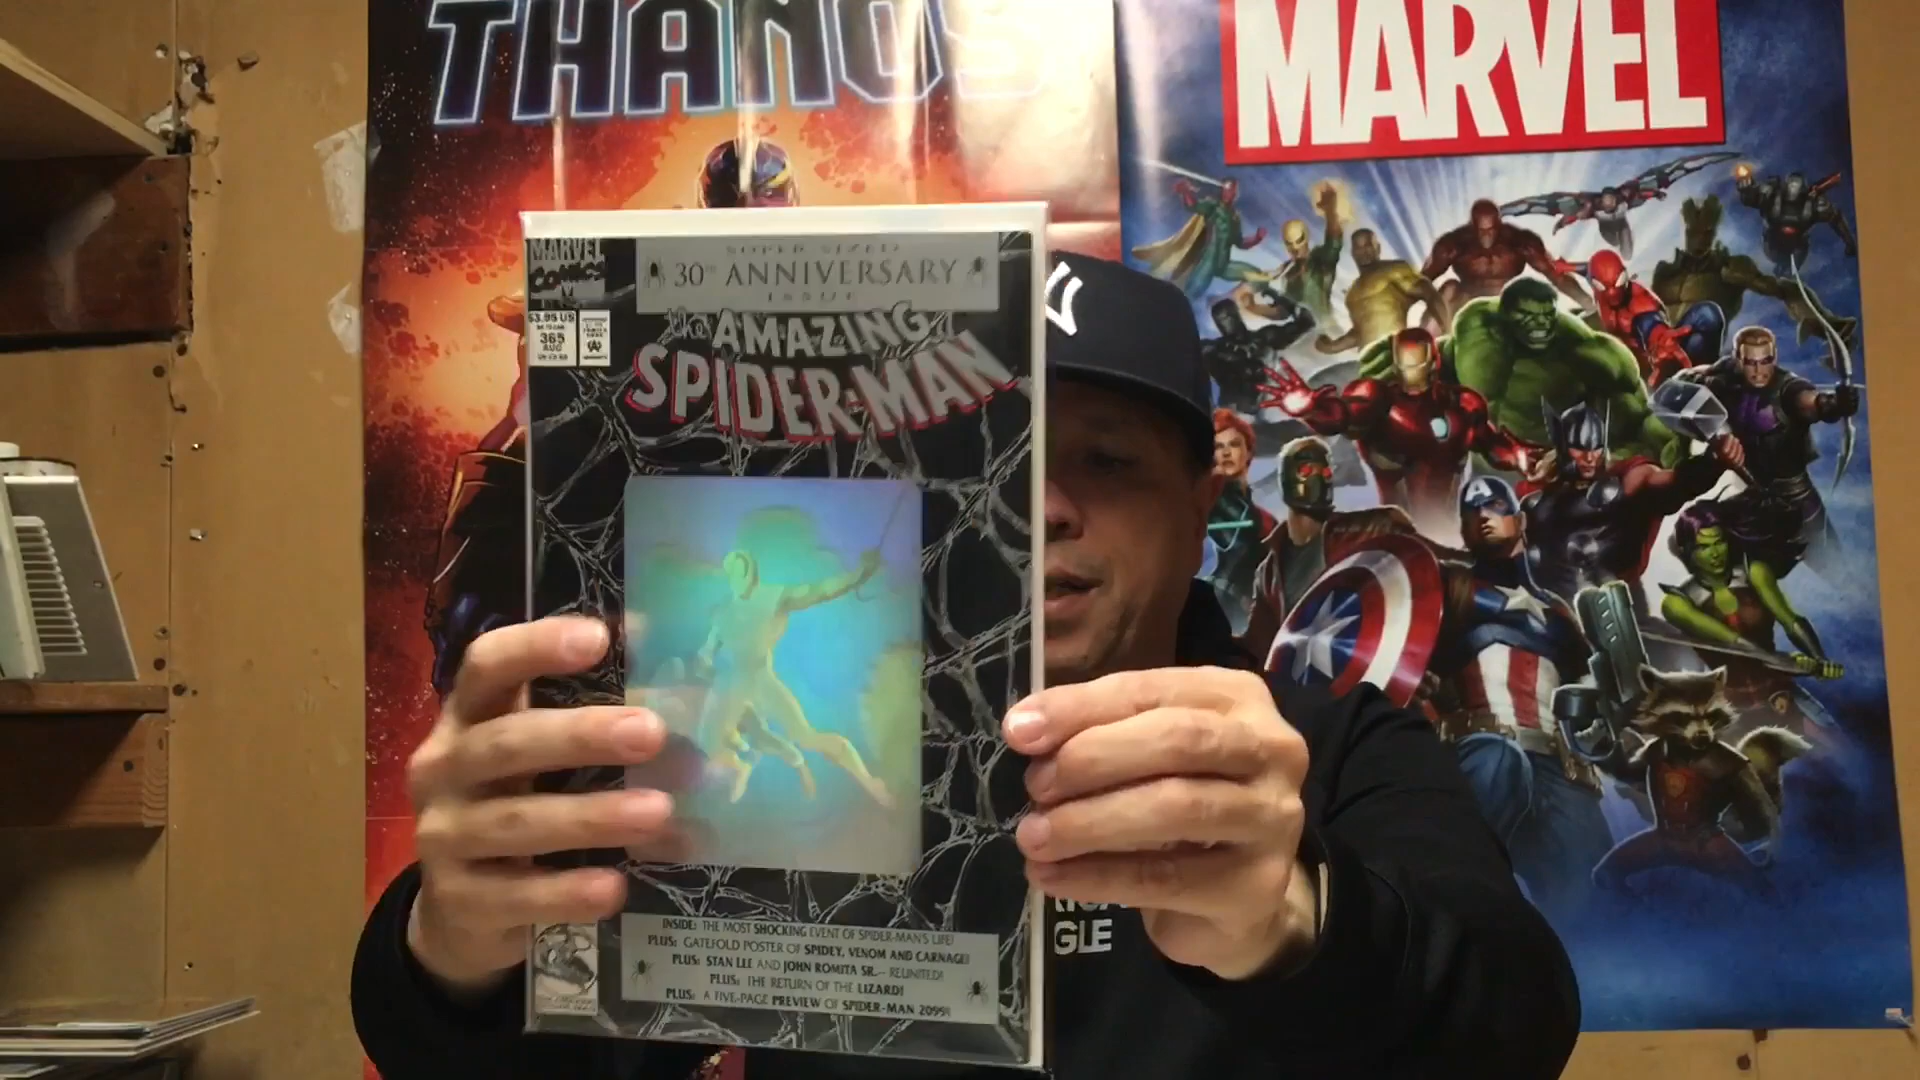 THANOS
MARVEL
MARVEL
COMICS
SUPER SIZED
30TH ANNIVERSARY
ISSUE
$3.95 US
365
AUG
the AMAZING
SPIDER-MAN
INSIDE: THE MOST SHOCKING EVENT OF SPIDER-MAN'S LIFE!
PLUS: GATEFOLD POSTER OF SPIDEY, VENOM AND CARNAGE!
PLUS: STAN LEE AND JOHN ROMITA SR.-- REUNITED!
PLUS: THE RETURN OF THE LIZARD!
PLUS: A FIVE-PAGE PREVIEW OF SPIDER-MAN 2099!
GLE